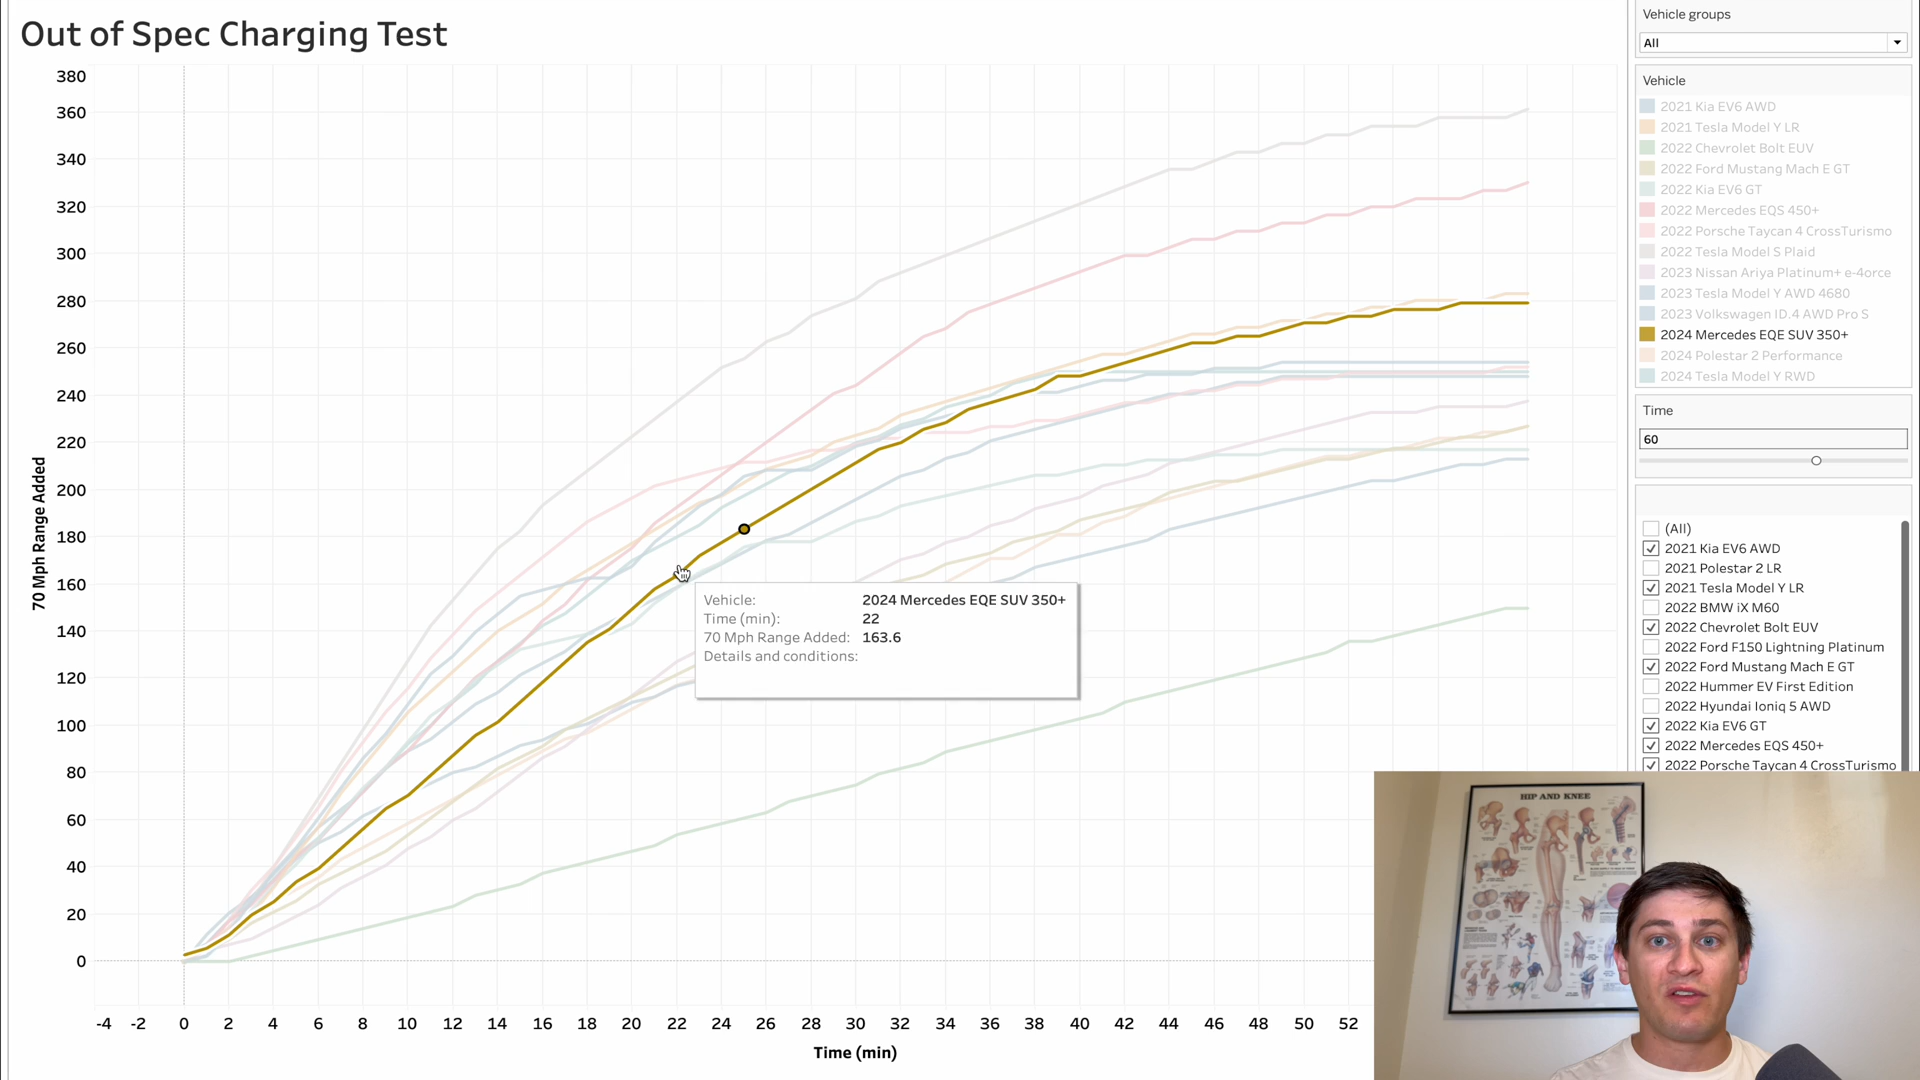 Out of Spec Charging Test
380
360
340
320
300
280
260
240
220
200
180
160
140
120
100
80
60
40
20
0
70 Mph Range Added
-4 -2 0 2 4 6 8 10 12 14 16 18 20 22 24 26 28 30 32 34 36 38 40 42 44 46 48 50 52
Time (min)
Vehicle: 2024 Mercedes EQE SUV 350+
Time (min): 22
70 Mph Range Added: 163.6
Details and conditions:
Vehicle groups
All
Vehicle
2021 Kia EV6 AWD
2021 Tesla Model Y LR
2022 Chevrolet Bolt EUV
2022 Ford Mustang Mach E GT
2022 Kia EV6 GT
2022 Mercedes EQS 450+
2022 Porsche Taycan 4 CrossTurismo
2022 Tesla Model S Plaid
2023 Nissan Ariya Platinum+ e-4orce
2023 Tesla Model Y AWD 4680
2023 Volkswagen ID.4 AWD Pro S
2024 Mercedes EQE SUV 350+
2024 Polestar 2 Performance
2024 Tesla Model Y RWD
Time
60
(All)
2021 Kia EV6 AWD
2021 Polestar 2 LR
2021 Tesla Model Y LR
2022 BMW iX M60
2022 Chevrolet Bolt EUV
2022 Ford F150 Lightning Platinum
2022 Ford Mustang Mach E GT
2022 Hummer EV First Edition
2022 Hyundai Ioniq 5 AWD
2022 Kia EV6 GT
2022 Mercedes EQS 450+
2022 Porsche Taycan 4 CrossTurismo
HIP AND KNEE